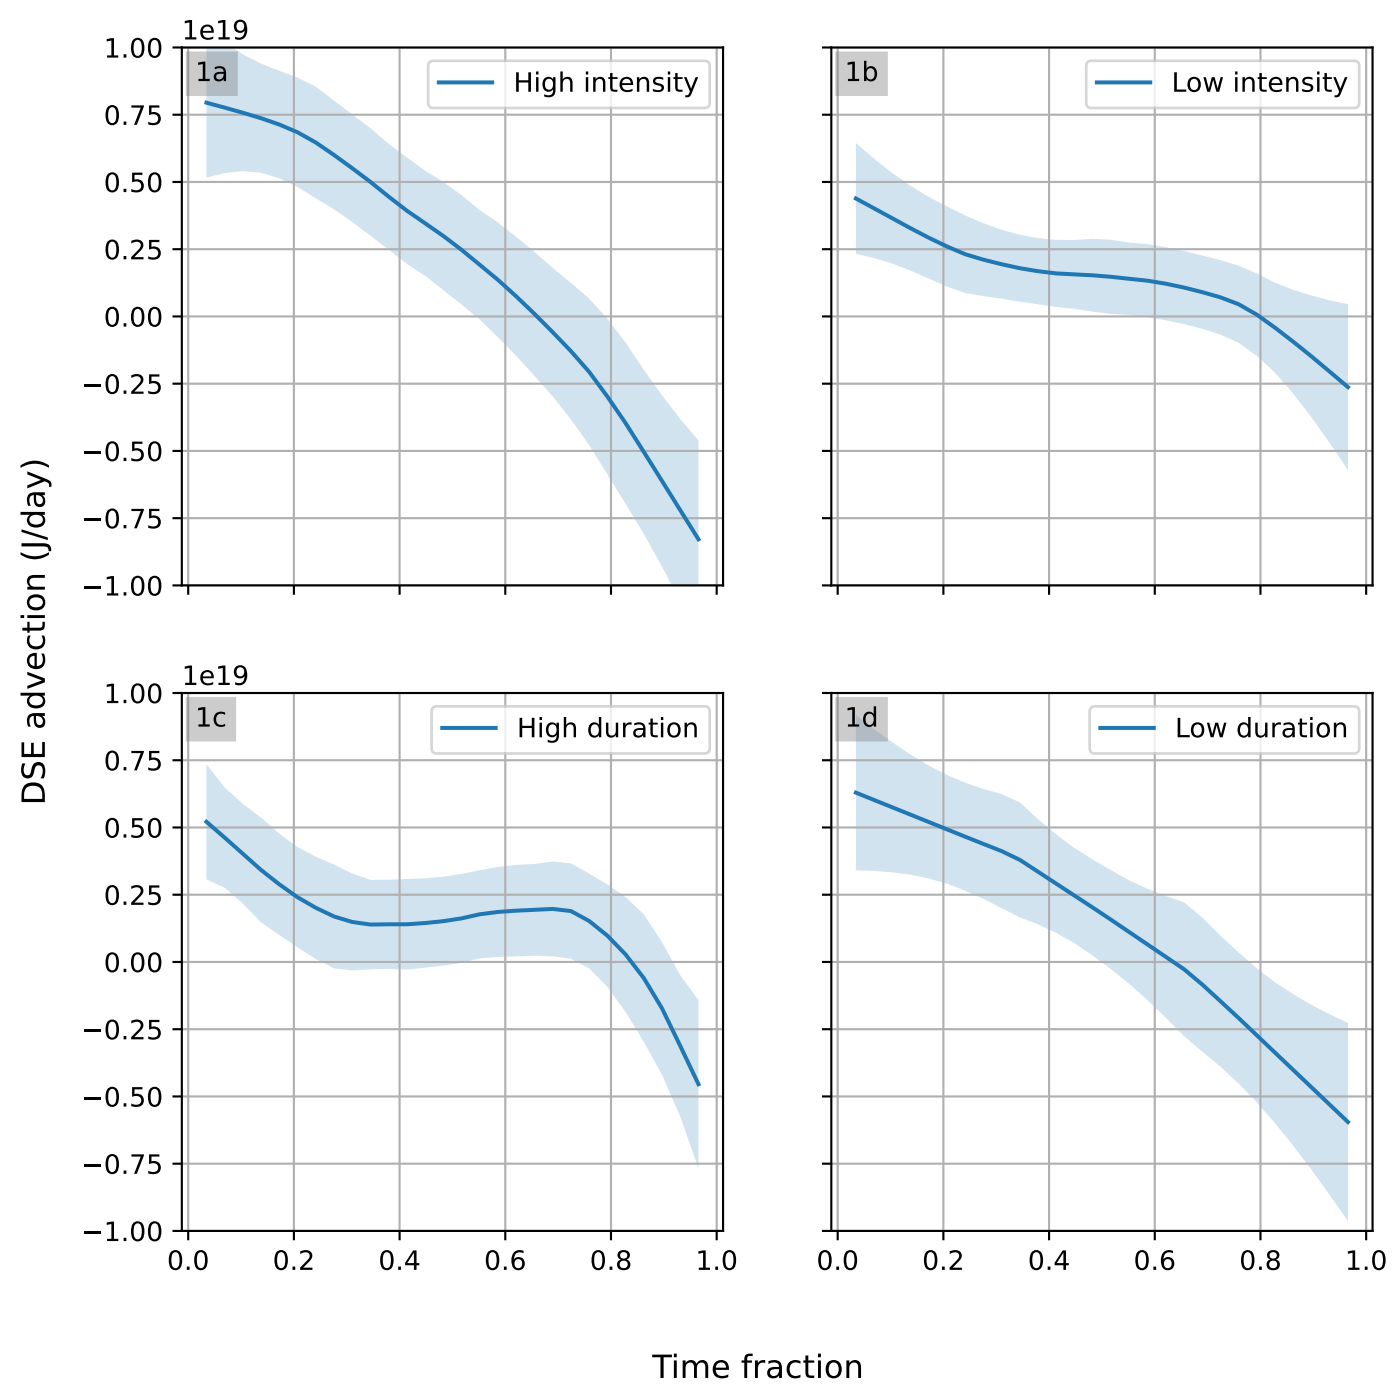 1e19
1a
High intensity
1.00
0.75
0.50
0.25
0.00
−0.25
−0.50
−0.75
−1.00
1b
Low intensity
DSE advection (J/day)
1e19
1c
High duration
1.00
0.75
0.50
0.25
0.00
−0.25
−0.50
−0.75
−1.00
0.0 0.2 0.4 0.6 0.8 1.0
1d
Low duration
0.0 0.2 0.4 0.6 0.8 1.0
Time fraction